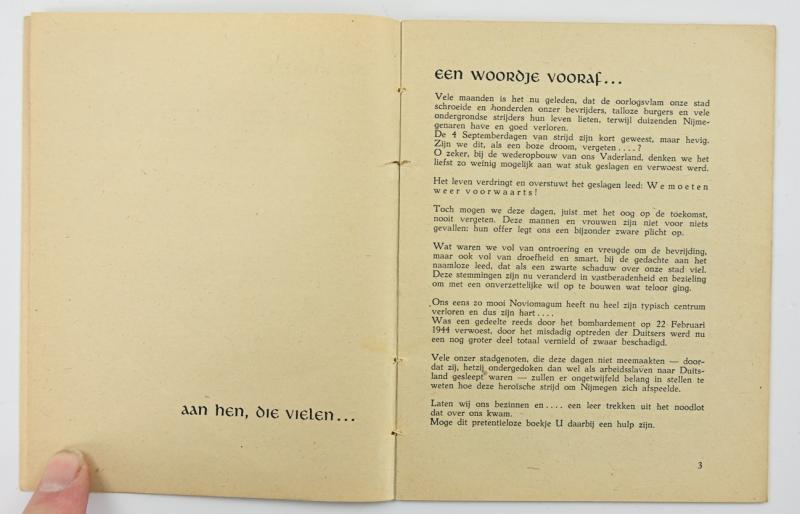 aan hen, die vielen...
een woordje vooraf...
Vele maanden is het nu geleden, dat de oorlogsvlam onze stad
schroeide en honderden onzer bevrijders, talloze burgers en vele
ondergrondse strijders hun leven lieten, terwijl duizenden Nijme-
genaren have en goed verloren.
De 4 Septemberdagen van strijd zijn kort geweest, maar hevig.
Zijn we dit, als een boze droom, vergeten....?
O zeker, bij de wederopbouw van ons Vaderland, denken we het
liefst zo weinig mogelijk aan wat stuk geslagen en verwoest werd.
Het leven verdringt en overstuwt het geslagen leed: We moeten
weer voorwaarts!
Toch mogen we deze dagen, juist met het oog op de toekomst,
nooit vergeten. Deze mannen en vrouwen zijn niet voor niets
gevallen: hun offer legt ons een bijzonder zware plicht op.
Wat waren we vol van ontroering en vreugde om de bevrijding,
maar ook vol van droefheid en smart, bij de gedachte aan het
naamloze leed, dat als een zwarte schaduw over onze stad viel.
Deze stemmingen zijn nu veranderd in vastberadenheid en bezieling
om met een onverzettelijke wil op te bouwen wat teloor ging.
Ons eens zo mooi Noviomagum heeft nu heel zijn typisch centrum
verloren en dus zijn hart....
Was een gedeelte reeds door het bombardement op 22 Februari
1944 verwoest, door het misdadig optreden der Duitsers werd nu
een nog groter deel totaal vernield of zwaar beschadigd.
Vele onzer stadgenoten, die deze dagen niet meemaakten — door-
dat zij, hetzij ondergedoken dan wel als arbeidsslaven naar Duits-
land gesleept waren — zullen er ongetwijfeld belang in stellen te
weten hoe deze heroïsche strijd om Nijmegen zich afspeelde.
Laten wij ons bezinnen en.... een leer trekken uit het noodlot
dat over ons kwam.
Moge dit pretentieloze boekje U daarbij een hulp zijn.
3